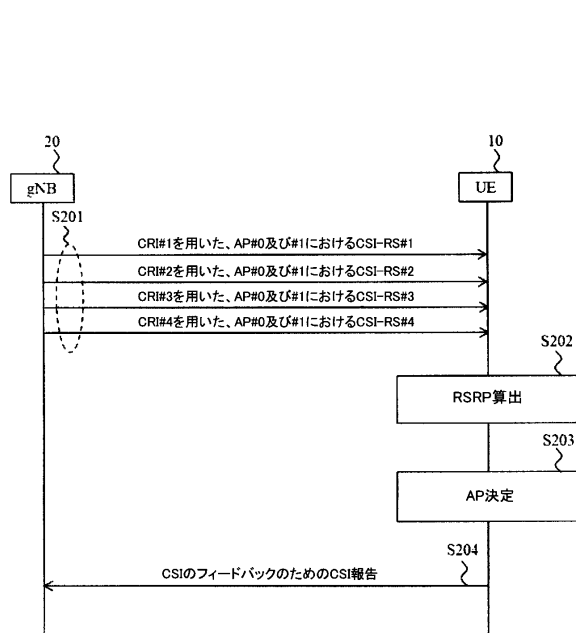 20
10
gNB
UE
S201
CRI#1を用いた、AP#0及び#1におけるCSI-RS#1
CRI#2を用いた、AP#0及び#1におけるCSI-RS#2
CRI#3を用いた、AP#0及び#1におけるCSI-RS#3
CRI#4を用いた、AP#0及び#1におけるCSI-RS#4
S202
RSRP算出
S203
AP決定
S204
CSIのフィードバックのためのCSI報告